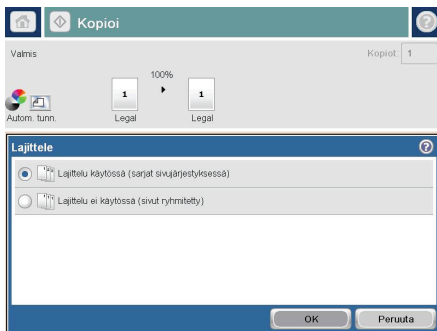 Kopioi
Valmis
Kopiot: 1
100%
1 1
Autom. tunn. Legal Legal
Lajittele
Lajittelu käytössä (sarjat sivujärjestyksessä)
Lajittelu ei käytössä (sivut ryhmitetty)
OK Peruuta